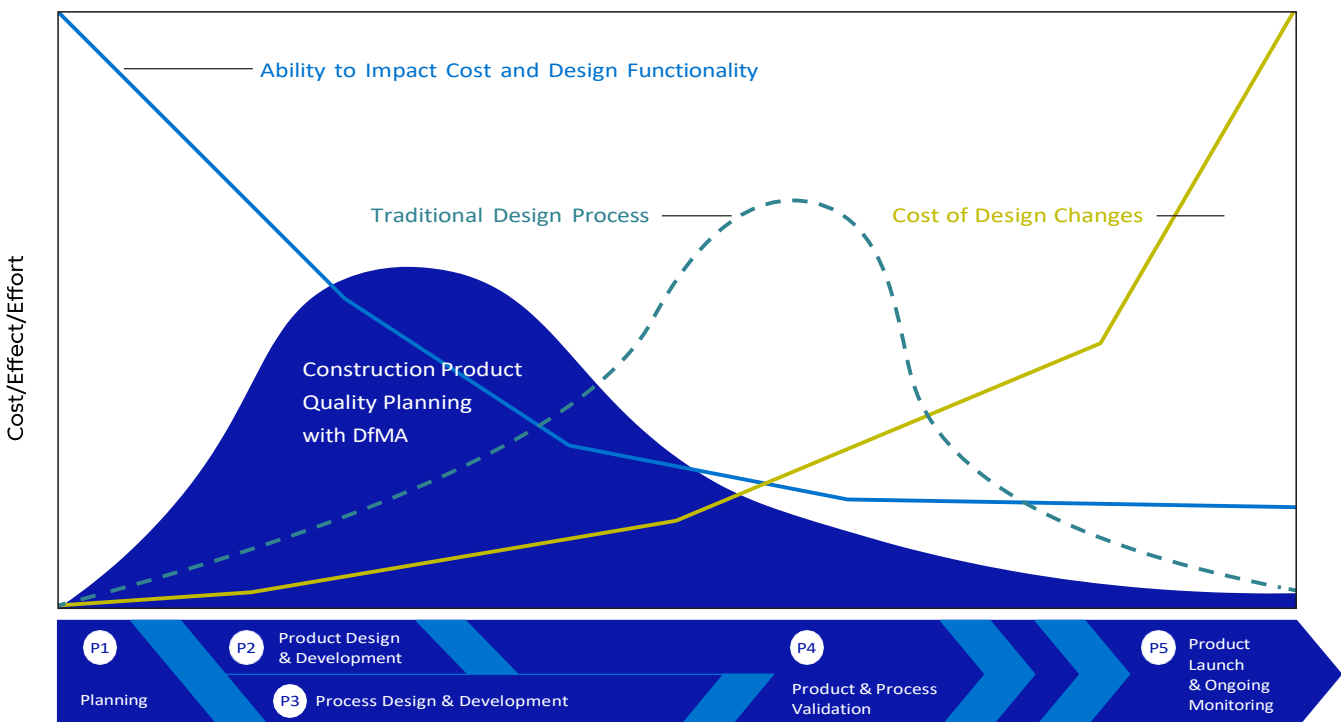 Ability to Impact Cost and Design Functionality
Traditional Design Process
Cost of Design Changes
Cost/Effect/Effort
Construction Product
Quality Planning
with DfMA
P1
Planning
P2
Product Design
& Development
P3
Process Design & Development
P4
Product & Process
Validation
P5
Product
Launch
& Ongoing
Monitoring